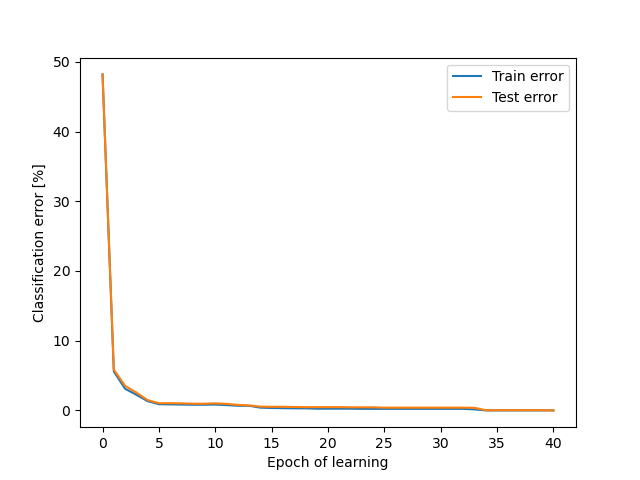 50
40
30
20
10
0
Classification error [%]
Train error
Test error
0 5 10 15 20 25 30 35 40
Epoch of learning